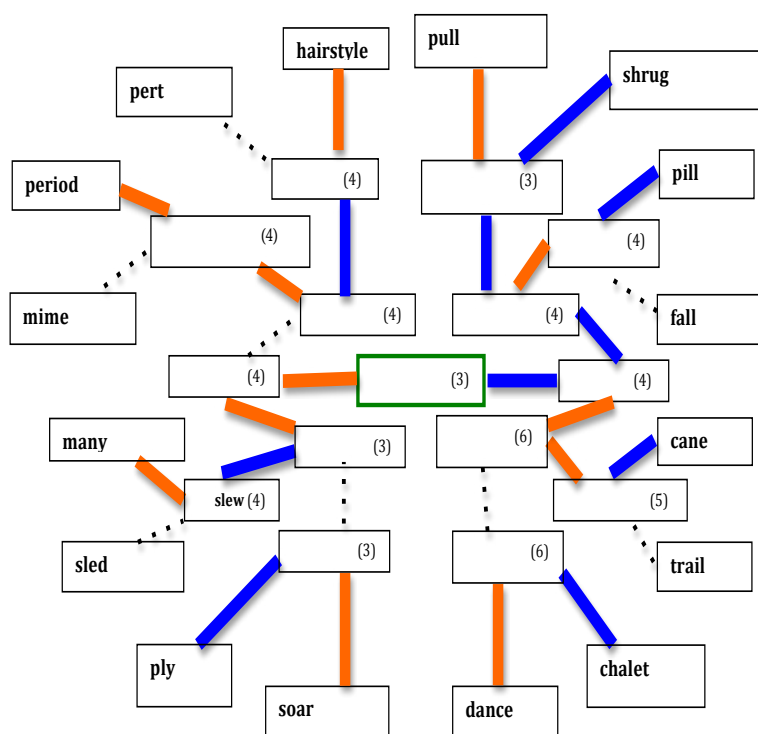 hairstyle
pull
pert
shrug
period
(4)
(3)
pill
(4)
(4)
mime
(4)
(4)
fall
(4)
(3)
(4)
many
(3)
(6)
cane
slew (4)
(5)
sled
(3)
(6)
trail
ply
chalet
soar
dance